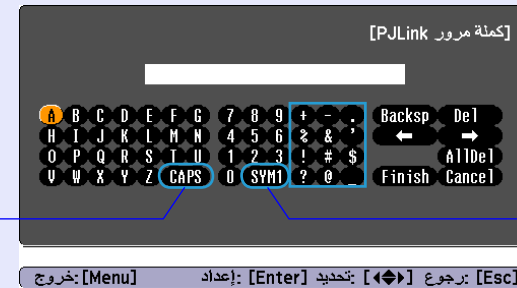 [كلمة مرور PJLink]
A B C D E F G 7 8 9 + - . Backsp Del
H I J K L M N 4 5 6 % & ’ ← →
O P Q R S T U 1 2 3 ! # $ AllDel
V W X Y Z CAPS 0 SYM1 ? @ _ Finish Cancel
[Esc] :رجوع [◄♦►] :تحديد [Enter] :إعداد [Menu] :خروج